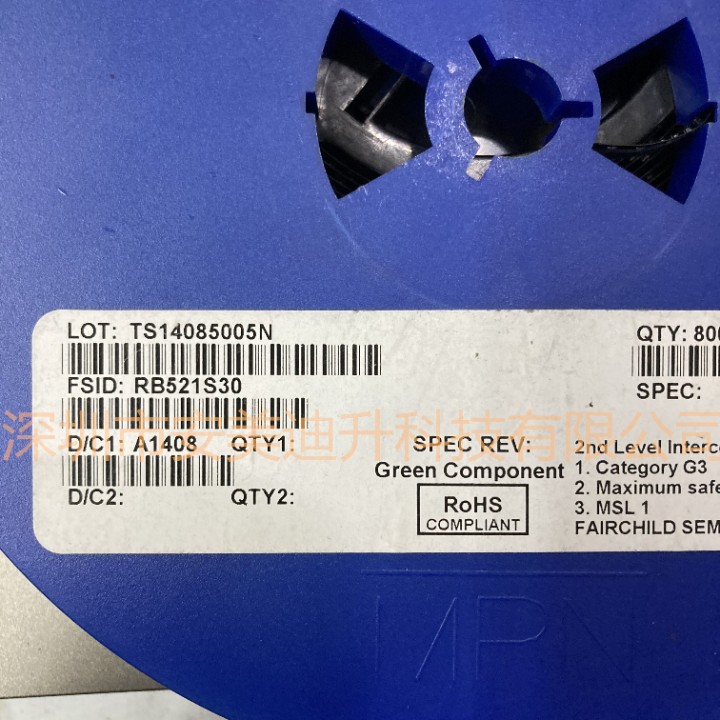 LOT: TS14085005N
QTY: 800
FSID: RB521S30
SPEC:
深圳市安美迪升科技有限公司
D/C1: A1408 QTY1:
SPEC REV:
2nd Level Interc
Green Component
1. Category G3
2. Maximum safe
D/C2: QTY2:
RoHS
COMPLIANT
3. MSL 1
FAIRCHILD SEM
MPN